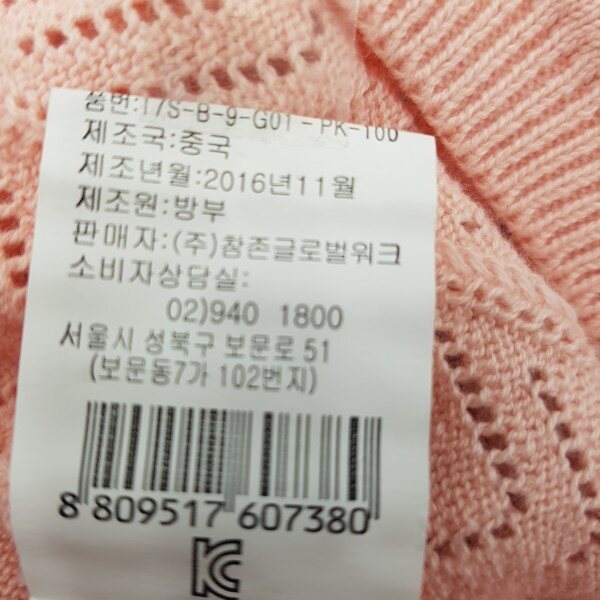 품번:17S-B-9-G01-PK-100
제조국:중국
제조년월:2016년11월
제조원:방부
판매자:(주)참존글로벌워크
소비자상담실:
02)940 1800
서울시 성북구 보문로 51
(보문동7가 102번지)
8 809517 607380
KC